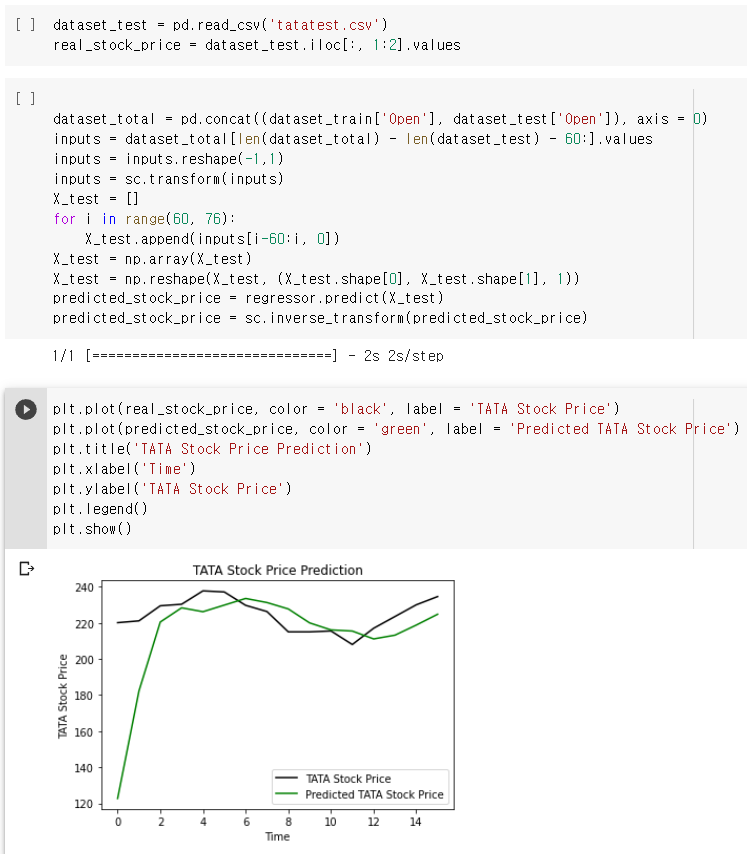 [ ] dataset_test = pd.read_csv('tatatest.csv')
real_stock_price = dataset_test.iloc[:, 1:2].values
[ ]
dataset_total = pd.concat((dataset_train['Open'], dataset_test['Open']), axis = 0)
inputs = dataset_total[len(dataset_total) - len(dataset_test) - 60:].values
inputs = inputs.reshape(-1,1)
inputs = sc.transform(inputs)
X_test = []
for i in range(60, 76):
    X_test.append(inputs[i-60:i, 0])
X_test = np.array(X_test)
X_test = np.reshape(X_test, (X_test.shape[0], X_test.shape[1], 1))
predicted_stock_price = regressor.predict(X_test)
predicted_stock_price = sc.inverse_transform(predicted_stock_price)
1/1 [==============================] - 2s 2s/step
plt.plot(real_stock_price, color = 'black', label = 'TATA Stock Price')
plt.plot(predicted_stock_price, color = 'green', label = 'Predicted TATA Stock Price')
plt.title('TATA Stock Price Prediction')
plt.xlabel('Time')
plt.ylabel('TATA Stock Price')
plt.legend()
plt.show()
TATA Stock Price Prediction
TATA Stock Price
240
220
200
180
160
140
120
TATA Stock Price
Predicted TATA Stock Price
0 2 4 6 8 10 12 14
Time